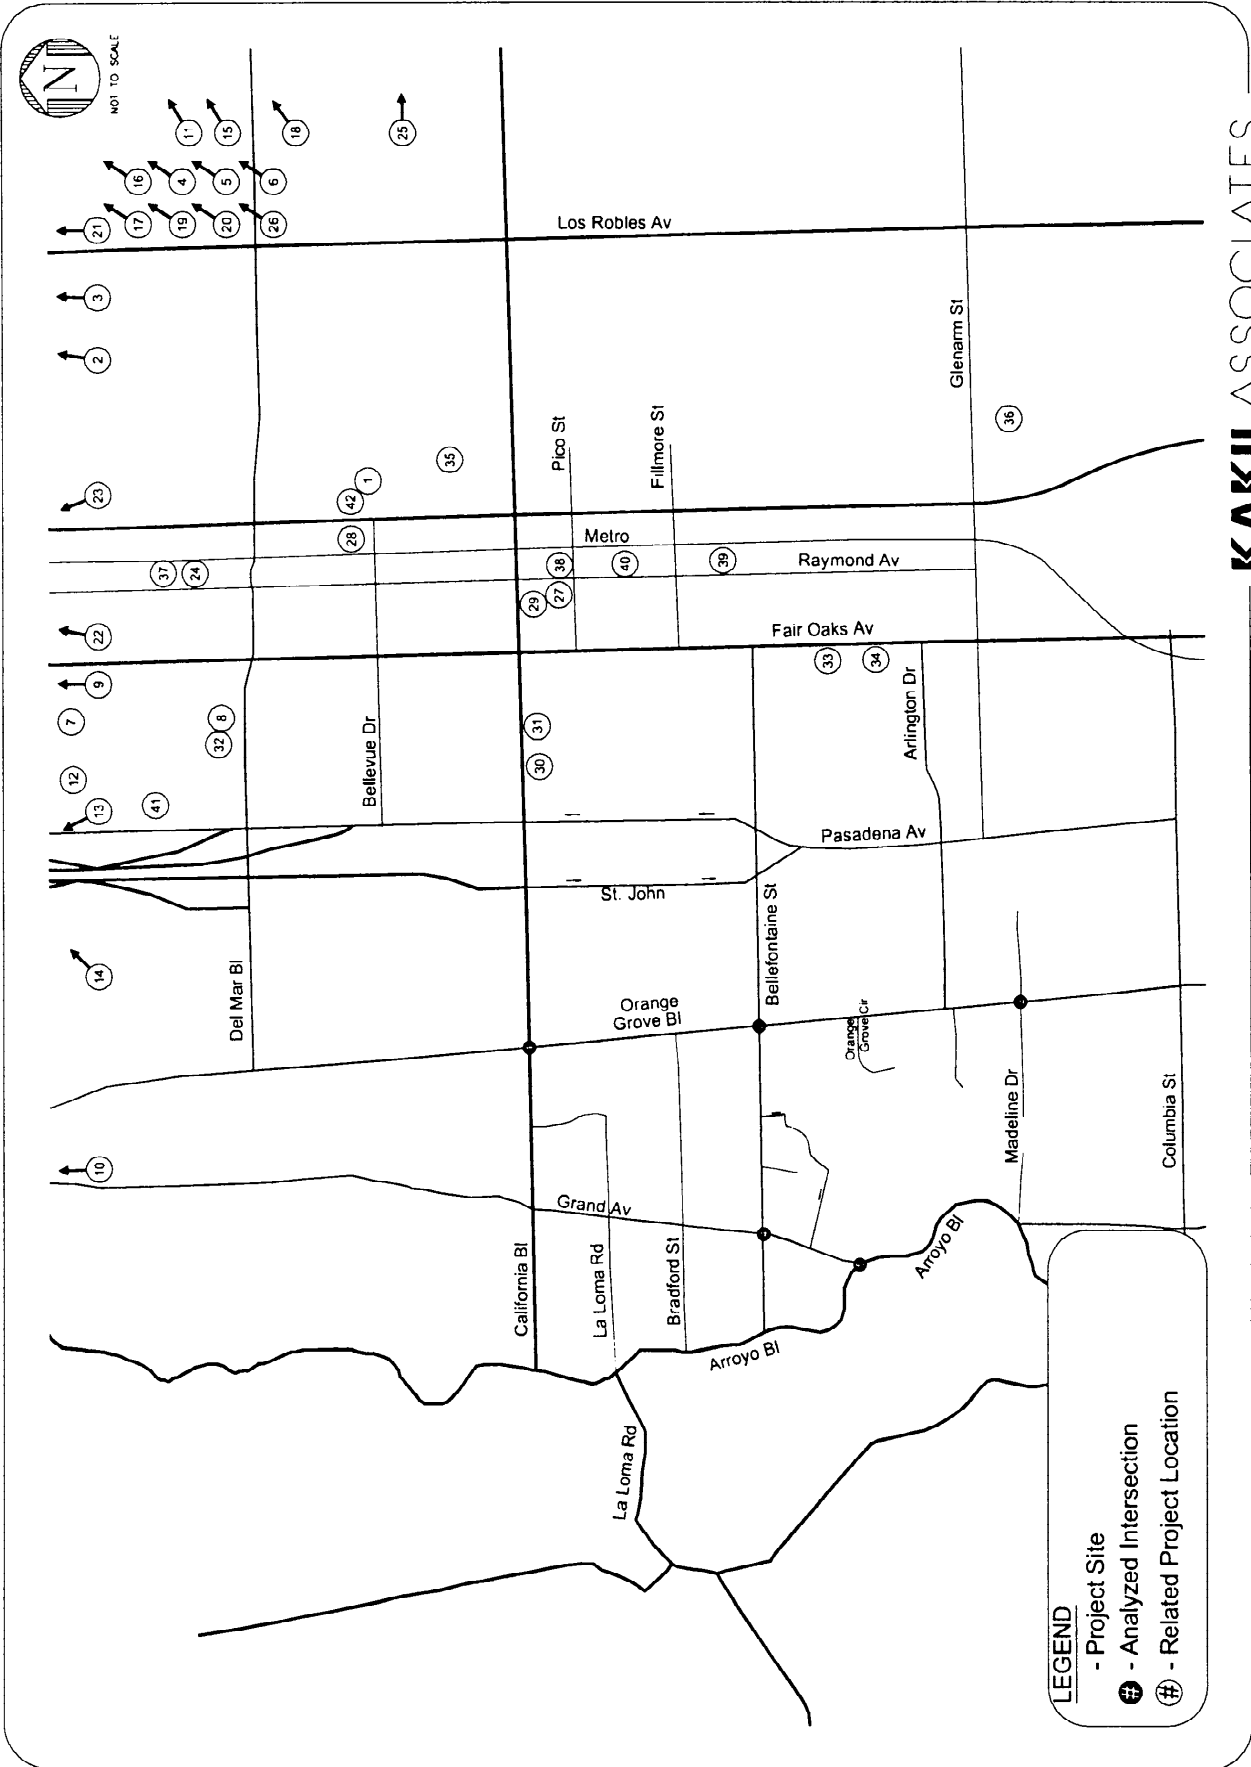 N
NOT TO SCALE
11
15
18
25
16
4
5
6
17
19
20
26
21
3
2
23
22
9
7
12
13
14
10
37
24
8
32
41
42
1
28
35
29
27
38
40
39
31
30
33
34
36
Los Robles Av
Glenarm St
Pico St
Fillmore St
Metro
Raymond Av
Fair Oaks Av
Arlington Dr
Bellevue Dr
Pasadena Av
St. John
Bellefontaine St
Del Mar Bl
Orange
Grove Bl
Orange
Grove Cir
Madeline Dr
Columbia St
Grand Av
California Bl
La Loma Rd
Bradford St
Arroyo Bl
Arroyo Bl
La Loma Rd
LEGEND
- Project Site
# - Analyzed Intersection
# - Related Project Location
KAKU ASSOCIATES